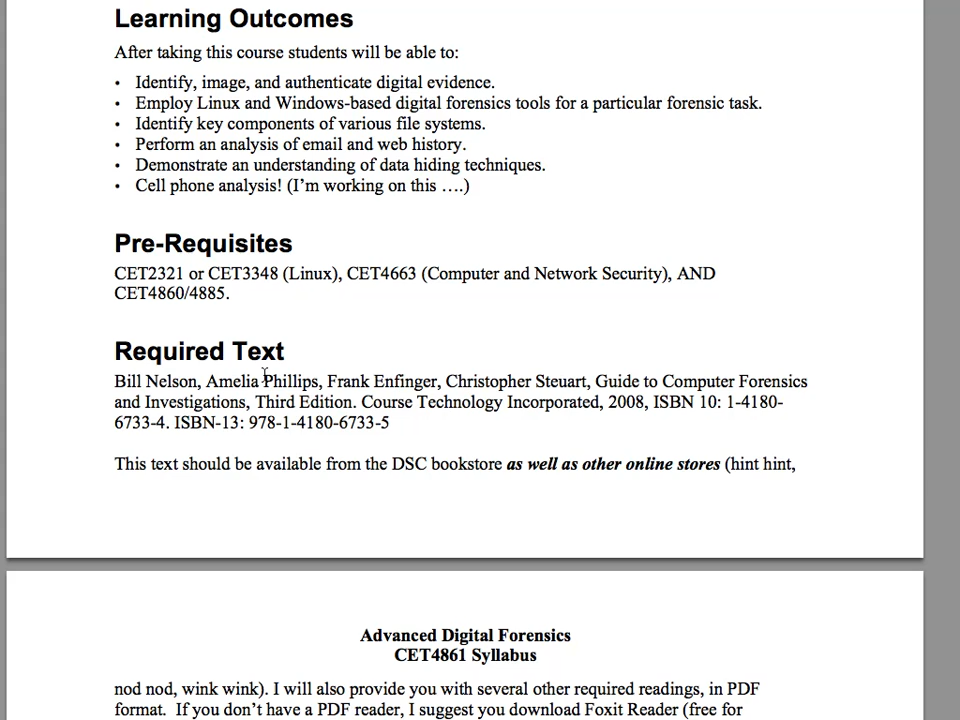 Learning Outcomes
After taking this course students will be able to:
• Identify, image, and authenticate digital evidence.
• Employ Linux and Windows-based digital forensics tools for a particular forensic task.
• Identify key components of various file systems.
• Perform an analysis of email and web history.
• Demonstrate an understanding of data hiding techniques.
• Cell phone analysis! (I’m working on this ….)
Pre-Requisites
CET2321 or CET3348 (Linux), CET4663 (Computer and Network Security), AND
CET4860/4885.
Required Text
Bill Nelson, Amelia Phillips, Frank Enfinger, Christopher Steuart, Guide to Computer Forensics
and Investigations, Third Edition. Course Technology Incorporated, 2008, ISBN 10: 1-4180-
6733-4. ISBN-13: 978-1-4180-6733-5
This text should be available from the DSC bookstore as well as other online stores (hint hint,
Advanced Digital Forensics
CET4861 Syllabus
nod nod, wink wink). I will also provide you with several other required readings, in PDF
format.  If you don’t have a PDF reader, I suggest you download Foxit Reader (free for